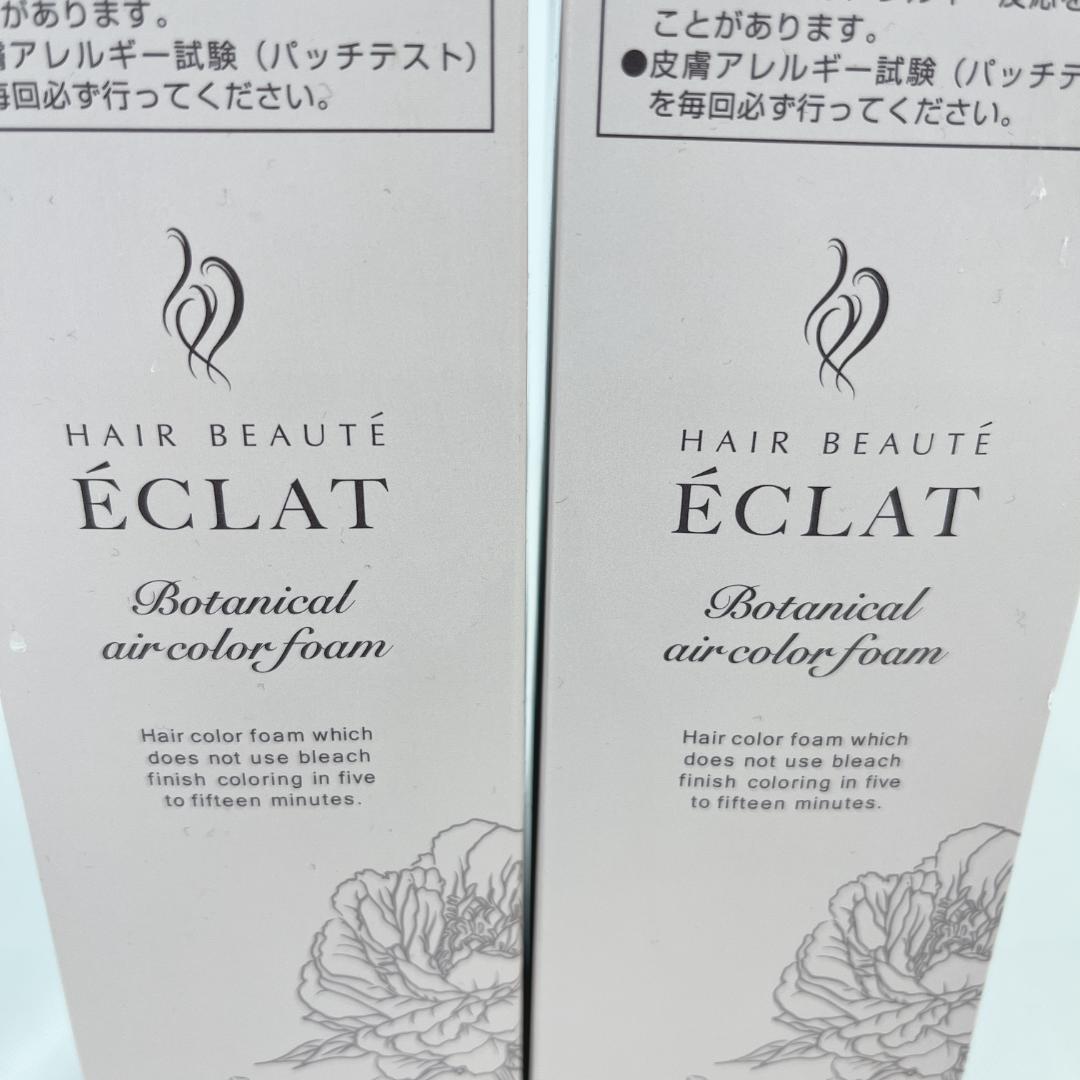 があります。
膚アレルギー試験（パッチテスト）
毎回必ず行ってください。
HAIR BEAUTÉ
ÉCLAT
Botanical
air color foam
Hair color foam which
does not use bleach
finish coloring in five
to fifteen minutes.
ことがあります。
●皮膚アレルギー試験（パッチテ
を毎回必ず行ってください。
HAIR BEAUTÉ
ÉCLAT
Botanical
air color foam
Hair color foam which
does not use bleach
finish coloring in five
to fifteen minutes.